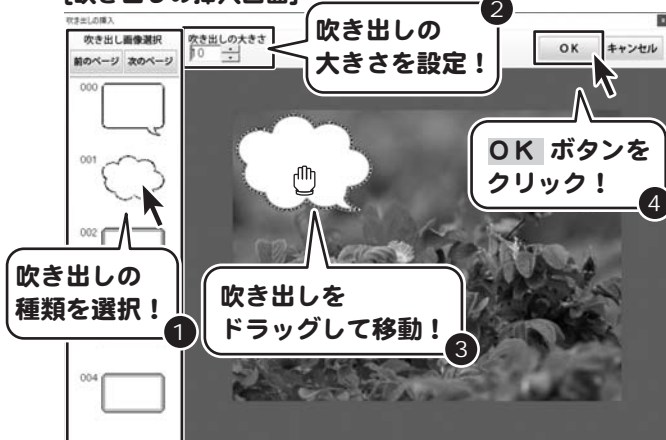 [吹き出しの挿入画面]
吹き出しの挿入
吹き出し画像選択
前のページ 次のページ
吹き出しの大きさ
10
OK キャンセル
000
001
002
004
吹き出しの
種類を選択！
1
吹き出しの
大きさを設定！
2
吹き出しを
ドラッグして移動！
3
OK ボタンを
クリック！
4